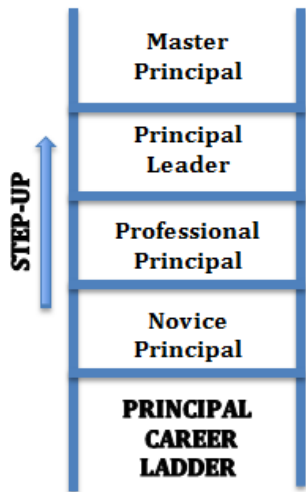 Master
Principal
Principal
Leader
STEP-UP
Professional
Principal
Novice
Principal
PRINCIPAL
CAREER
LADDER